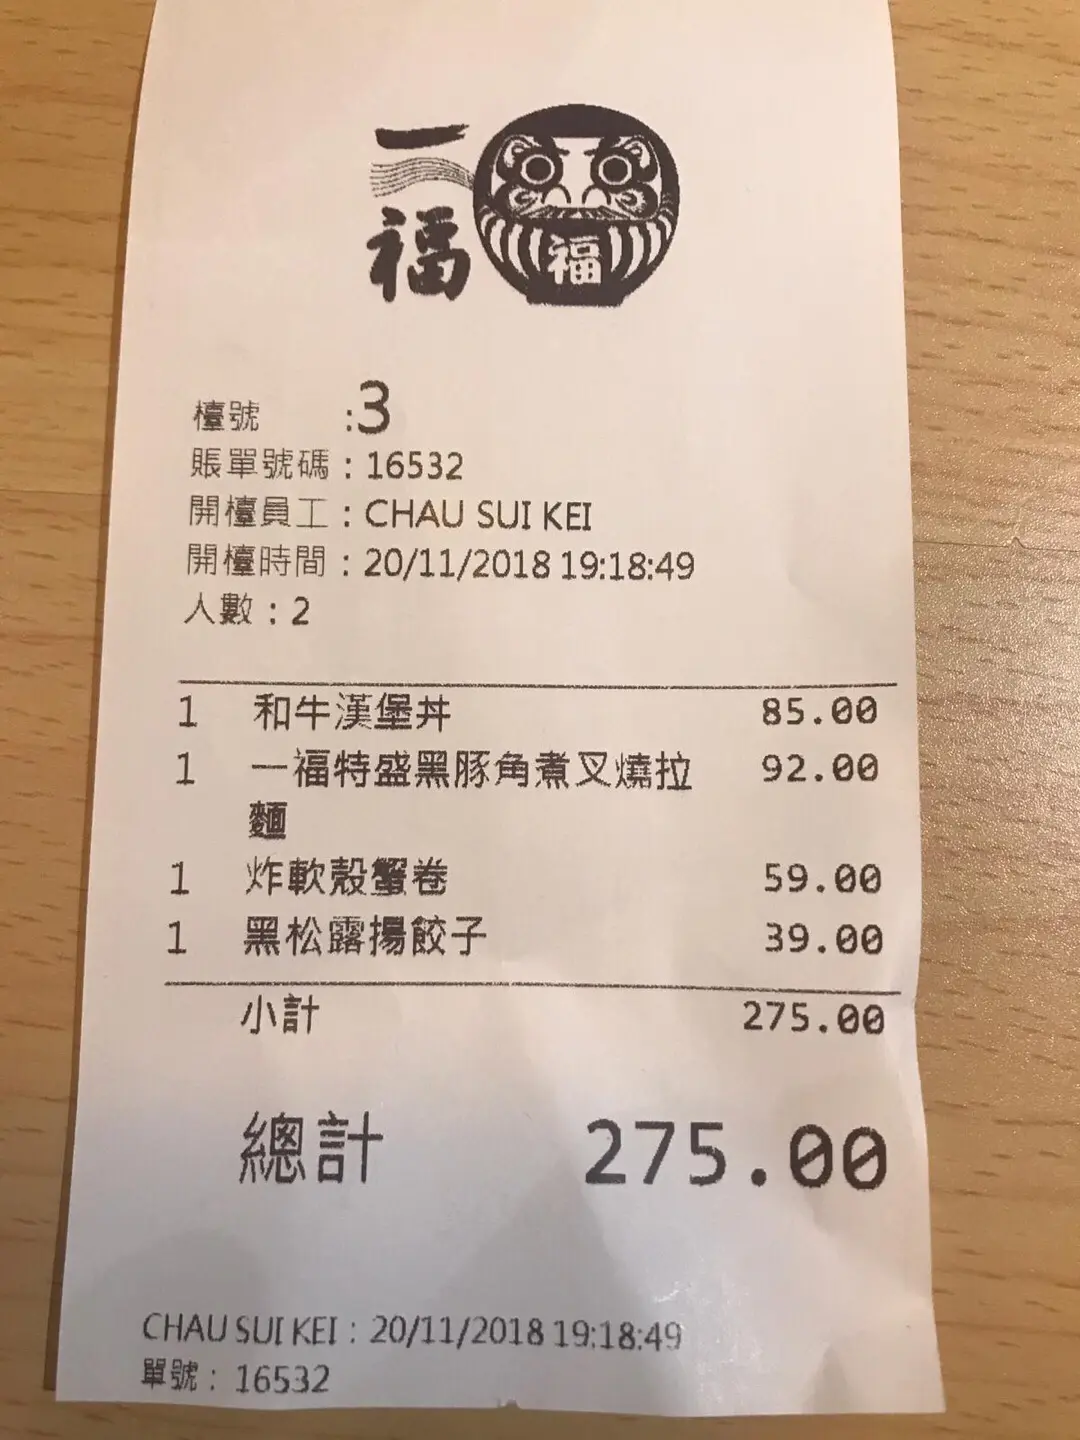 一福
福
檯號 :3
賬單號碼 : 16532
開檯員工 : CHAU SUI KEI
開檯時間 : 20/11/2018 19:18:49
人數 : 2
1 和牛漢堡丼 85.00
1 一福特盛黑豚角煮叉燒拉 92.00
麵
1 炸軟殼蟹卷 59.00
1 黑松露揚餃子 39.00
小計 275.00
總計 275.00
CHAU SUI KEI : 20/11/2018 19:18:49
單號 : 16532